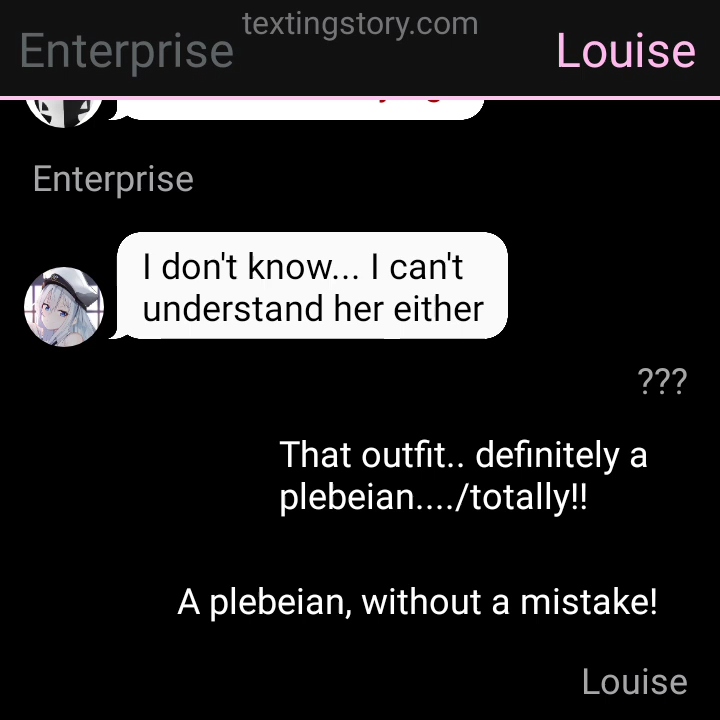 textingstory.com
Enterprise
Louise
Enterprise
I don't know... I can't
understand her either
???
That outfit.. definitely a
plebeian..../totally!!
A plebeian, without a mistake!
Louise